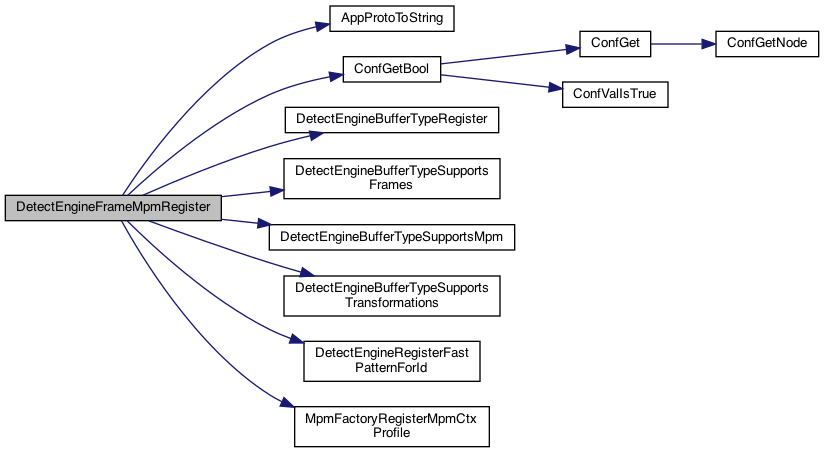 AppProtoToString
ConfGetBool
ConfGet
ConfGetNode
ConfValIsTrue
DetectEngineBufferTypeRegister
DetectEngineBufferTypeSupports
Frames
DetectEngineFrameMpmRegister
DetectEngineBufferTypeSupportsMpm
DetectEngineBufferTypeSupports
Transformations
DetectEngineRegisterFast
PatternForId
MpmFactoryRegisterMpmCtx
Profile